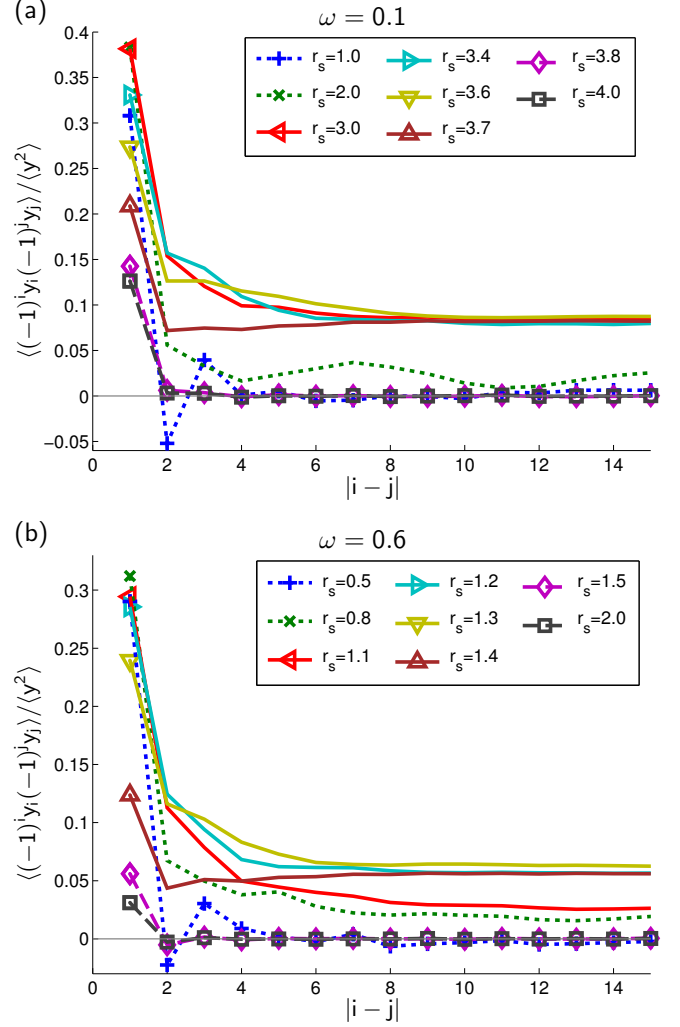 (a)
ω = 0.1
0.4
0.35
0.3
0.25
0.2
0.15
0.1
0.05
0
−0.05
⟨(−1)^i y_i (−1)^j y_j⟩/⟨y^2⟩
r_s=1.0
r_s=2.0
r_s=3.0
r_s=3.4
r_s=3.6
r_s=3.7
r_s=3.8
r_s=4.0
0 2 4 6 8 10 12 14
|i − j|
(b)
ω = 0.6
0.3
0.25
0.2
0.15
0.1
0.05
0
⟨(−1)^i y_i (−1)^j y_j⟩/⟨y^2⟩
r_s=0.5
r_s=0.8
r_s=1.1
r_s=1.2
r_s=1.3
r_s=1.4
r_s=1.5
r_s=2.0
0 2 4 6 8 10 12 14
|i − j|